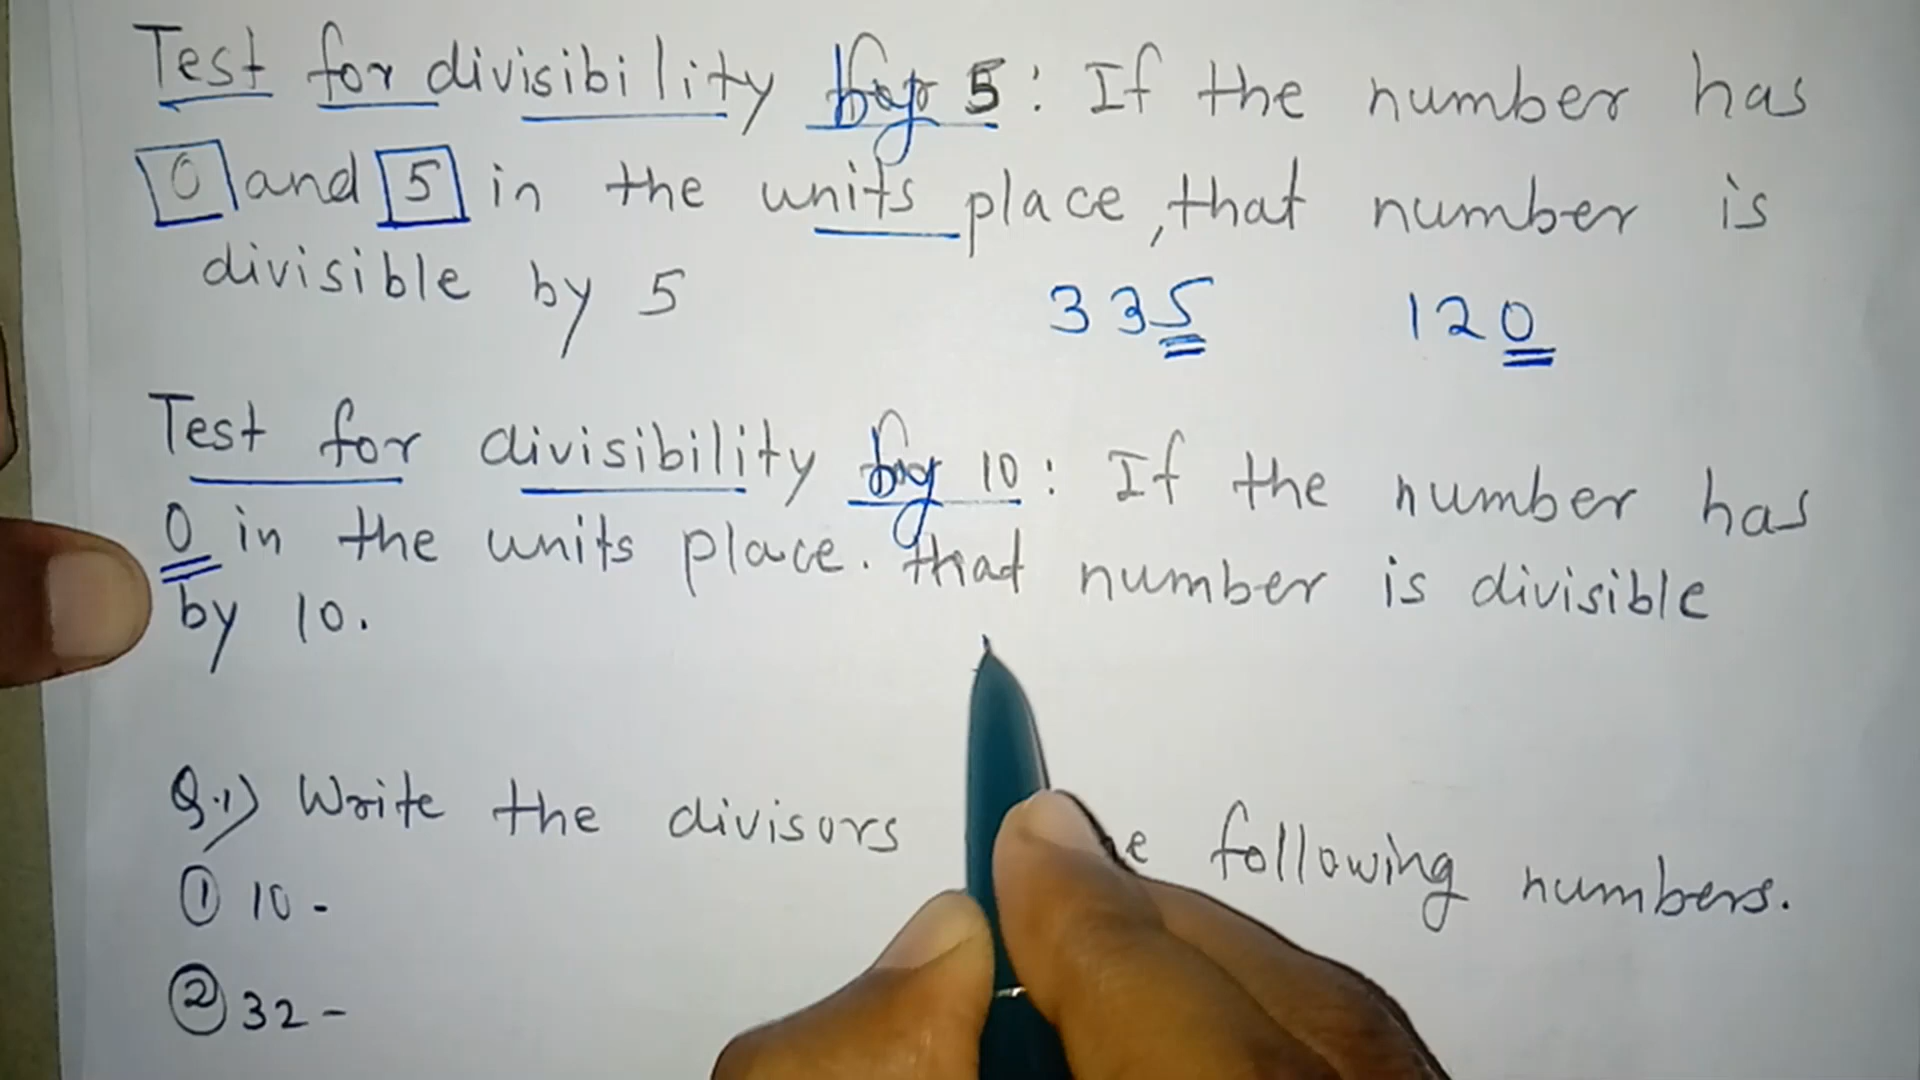 Test for divisibility by 5: If the number has
0 and 5 in the units place, that number is
divisible by 5
335 120
Test for divisibility by 10: If the number has
0 in the units place. that number is divisible
by 10.
Q.1) Write the divisors following numbers.
① 10 -
② 32 -